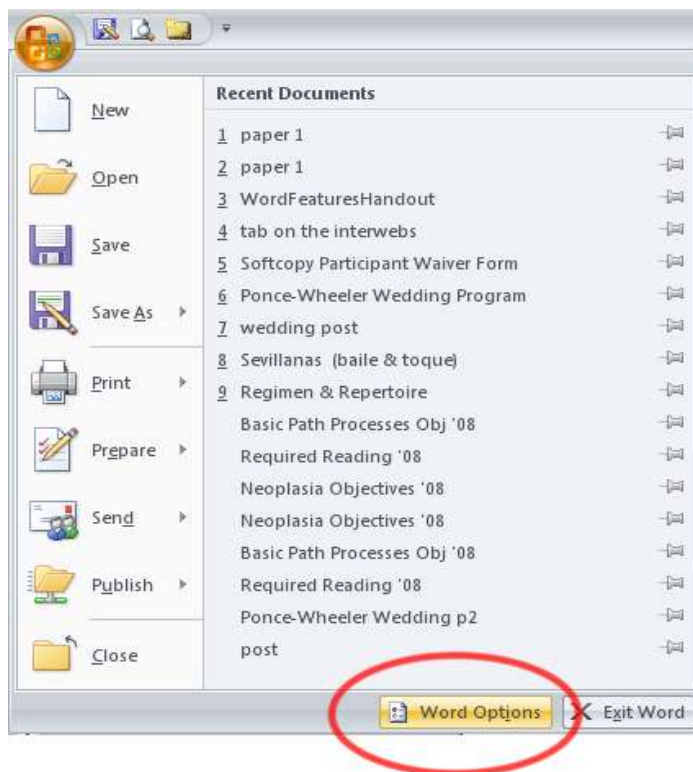 New
Open
Save
Save As
Print
Prepare
Send
Publish
Close
Recent Documents
1 paper 1
2 paper 1
3 WordFeaturesHandout
4 tab on the interwebs
5 Softcopy Participant Waiver Form
6 Ponce-Wheeler Wedding Program
7 wedding post
8 Sevillanas (baile & toque)
9 Regimen & Repertoire
Basic Path Processes Obj '08
Required Reading '08
Neoplasia Objectives '08
Neoplasia Objectives '08
Basic Path Processes Obj '08
Required Reading '08
Ponce-Wheeler Wedding p2
post
Word Options
Exit Word